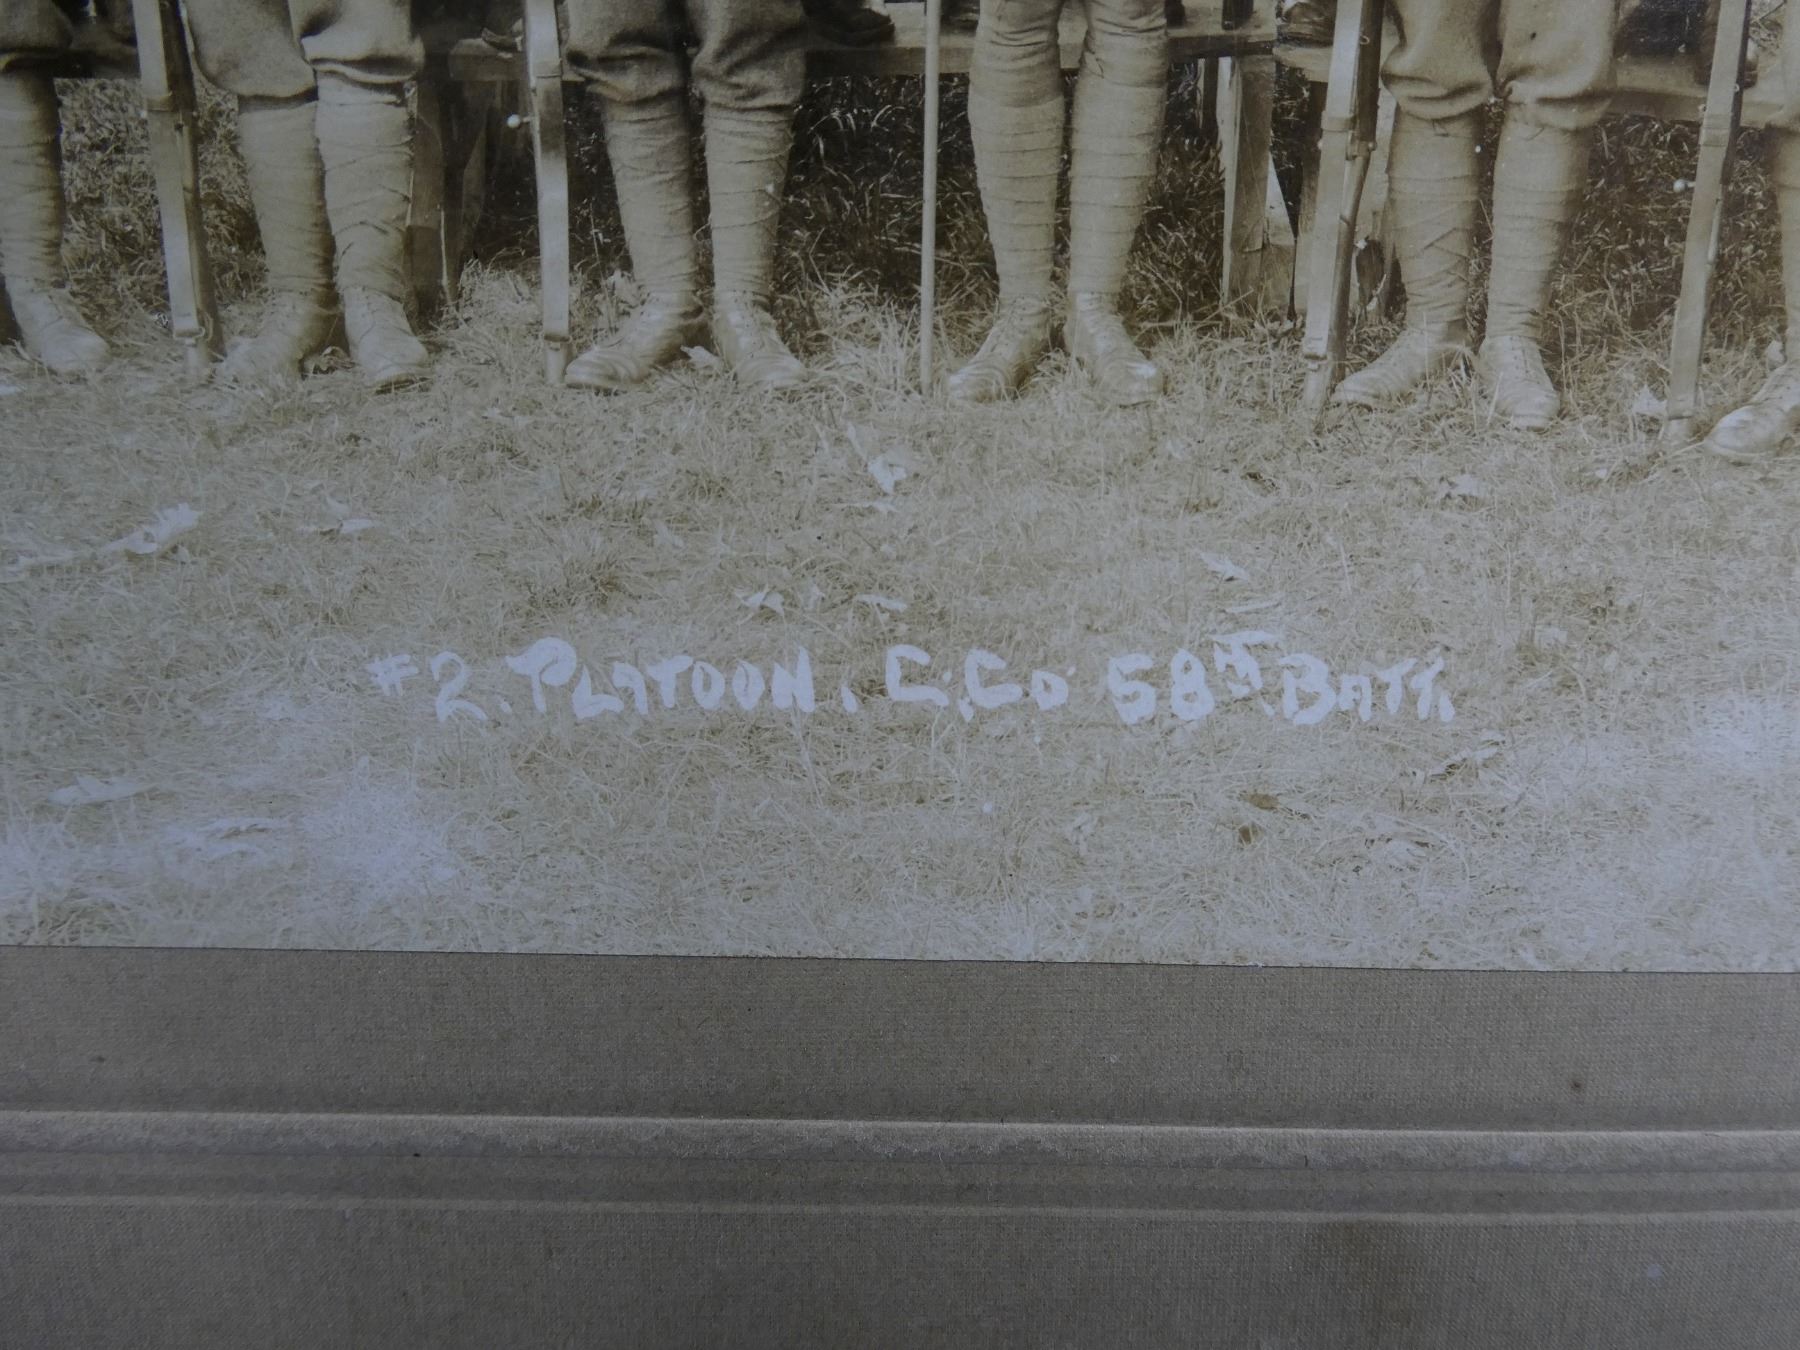 #2. PLATOON. C. Co 58TH BATT.